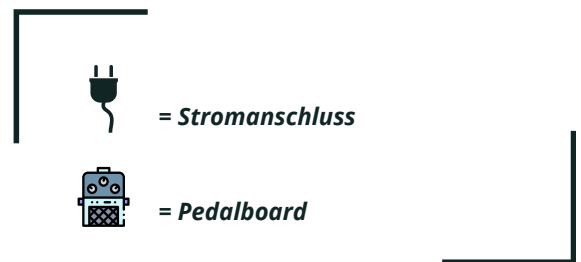 = Stromanschluss
= Pedalboard